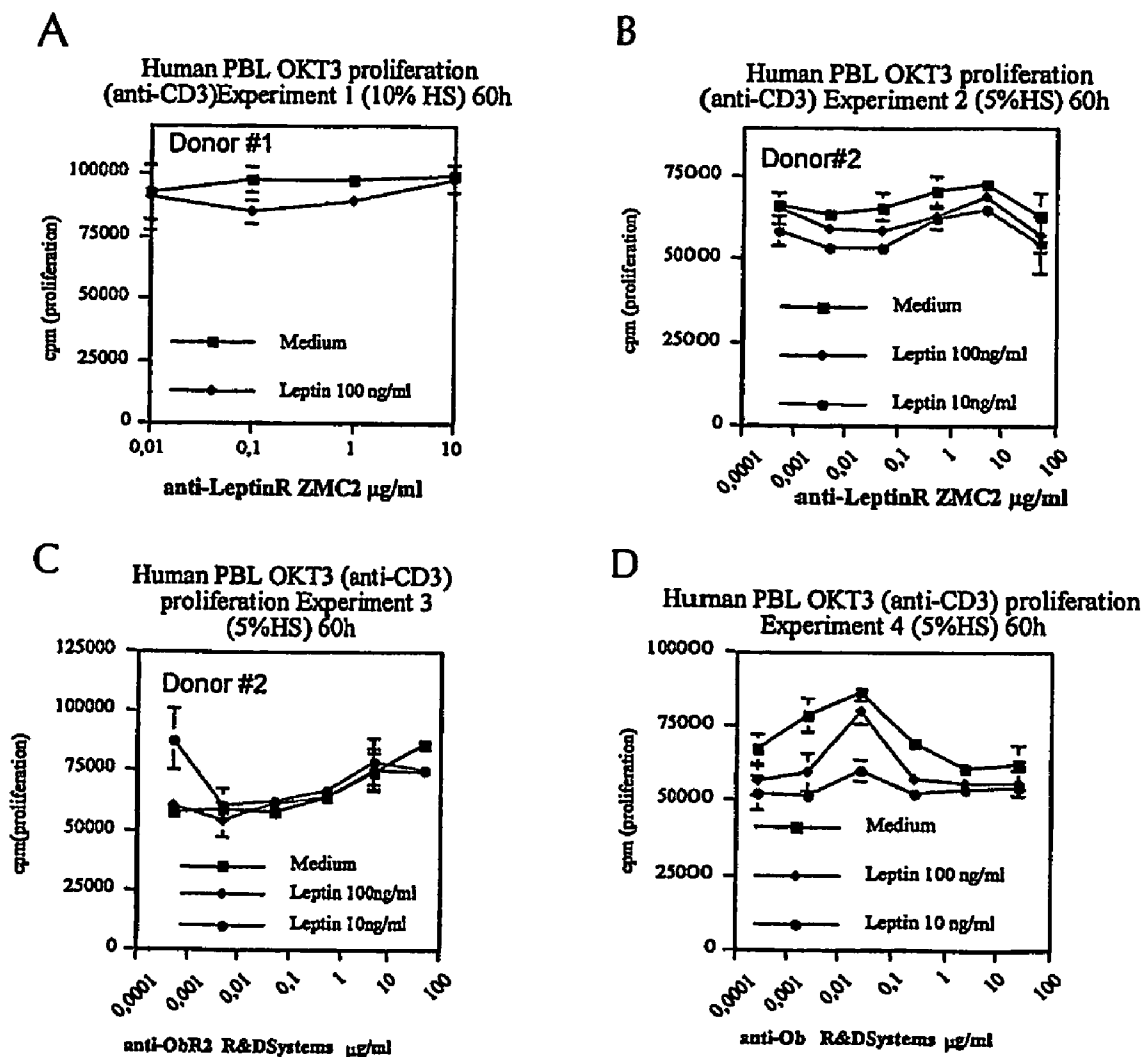 A
Human PBL OKT3 proliferation
(anti-CD3)Experiment 1 (10% HS) 60h
Donor #1
100000
75000
50000
25000
0
cpm (proliferation)
Medium
Leptin 100 ng/ml
0,01
0,1
1
10
anti-LeptinR ZMC2 µg/ml
B
Human PBL OKT3 proliferation
(anti-CD3) Experiment 2 (5%HS) 60h
Donor#2
75000
50000
25000
0
cpm (proliferation)
Medium
Leptin 100ng/ml
Leptin 10ng/ml
0,0001
0,001
0,01
0,1
1
10
100
anti-LeptinR ZMC2 µg/ml
C
Human PBL OKT3 (anti-CD3)
proliferation Experiment 3
(5%HS) 60h
Donor #2
125000
100000
75000
50000
25000
0
cpm(proliferation)
Medium
Leptin 100ng/ml
Leptin 10ng/ml
0,0001
0,001
0,01
0,1
1
10
100
anti-ObR2 R&DSystems µg/ml
D
Human PBL OKT3 (anti-CD3) proliferation
Experiment 4 (5%HS) 60h
100000
75000
50000
25000
0
cpm (proliferation)
Medium
Leptin 100 ng/ml
Leptin 10 ng/ml
0,0001
0,001
0,01
0,1
1
10
100
anti-Ob R&DSystems µg/ml